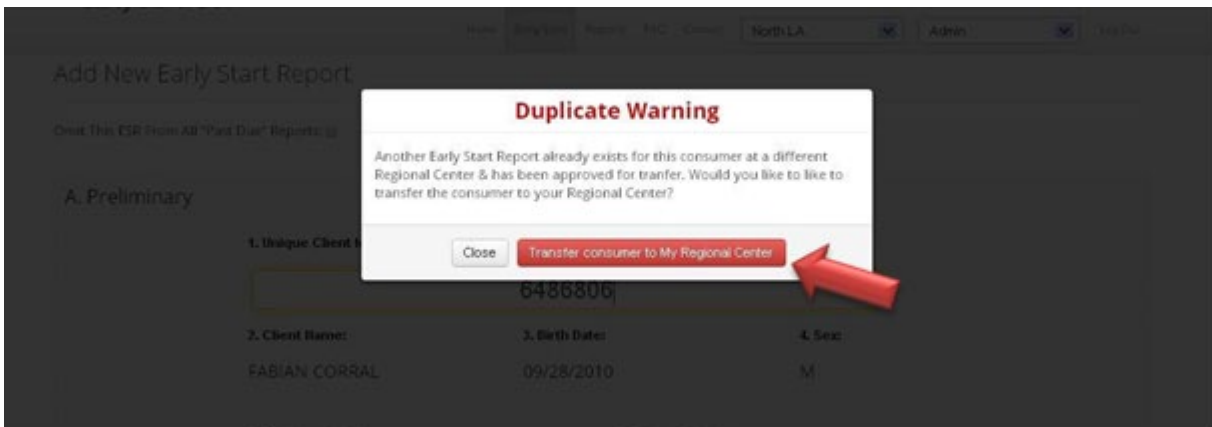 Home Early Start Reports FAQ Contact North LA Admin Log Out
Add New Early Start Report
Omit This ESR From All "Past Due" Reports:
Duplicate Warning
Another Early Start Report already exists for this consumer at a different
Regional Center & has been approved for tranfer. Would you like to like to
transfer the consumer to your Regional Center?
Close Transfer consumer to My Regional Center
A. Preliminary
1. Unique Client
6486806
2. Client Name: 3. Birth Date: 4. Sex:
FABIAN CORRAL 09/28/2010 M